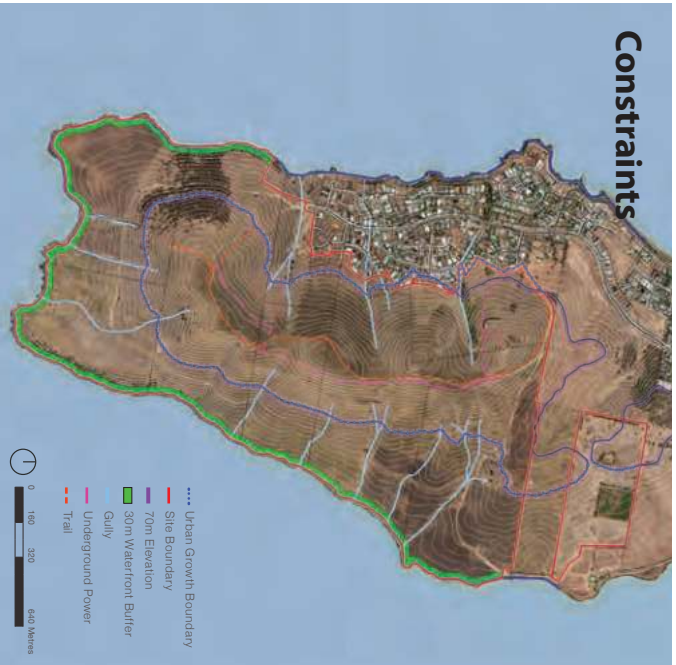 Constraints
Urban Growth Boundary
Site Boundary
70m Elevation
30m Waterfront Buffer
Gully
Underground Power
Trail
0 160 320 640 Metres